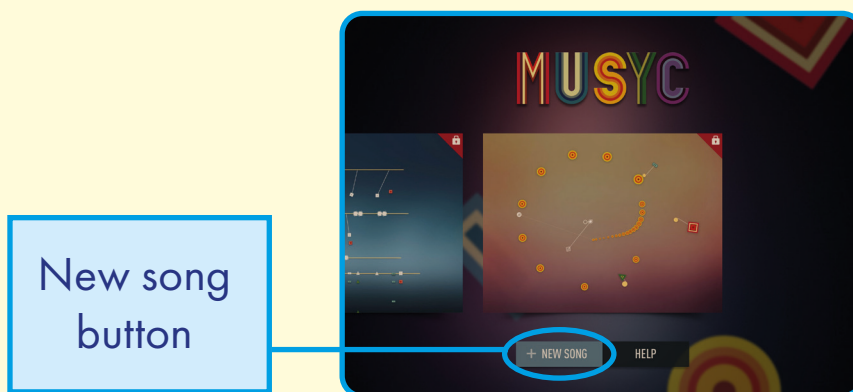 MUSYC
New song
button
+ NEW SONG
HELP